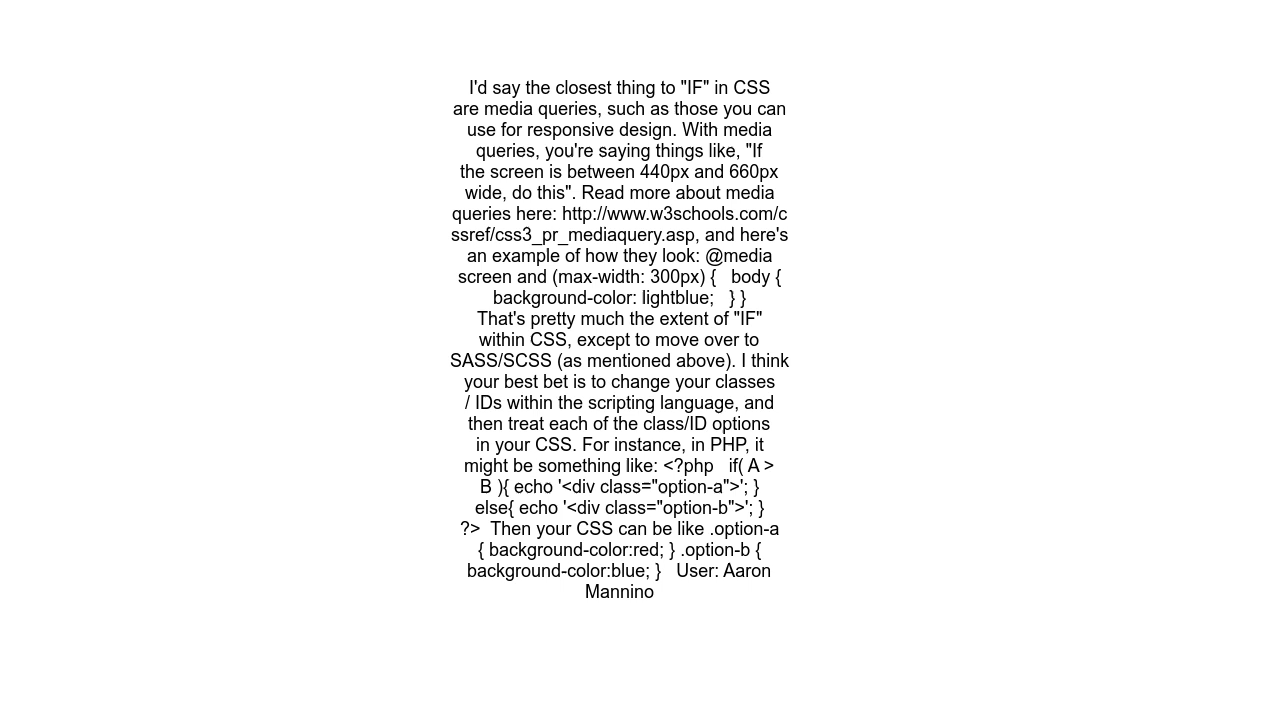 I'd say the closest thing to "IF" in CSS
are media queries, such as those you can
use for responsive design. With media
queries, you're saying things like, "If
the screen is between 440px and 660px
wide, do this". Read more about media
queries here: http://www.w3schools.com/c
ssref/css3_pr_mediaquery.asp, and here's
an example of how they look: @media
screen and (max-width: 300px) {   body {
background-color: lightblue;   } }
That's pretty much the extent of "IF"
within CSS, except to move over to
SASS/SCSS (as mentioned above). I think
your best bet is to change your classes
/ IDs within the scripting language, and
then treat each of the class/ID options
in your CSS. For instance, in PHP, it
might be something like: <?php   if( A >
B ){ echo '<div class="option-a">'; }
else{ echo '<div class="option-b">'; }
?>  Then your CSS can be like .option-a
{ background-color:red; } .option-b {
background-color:blue; }   User: Aaron
Mannino